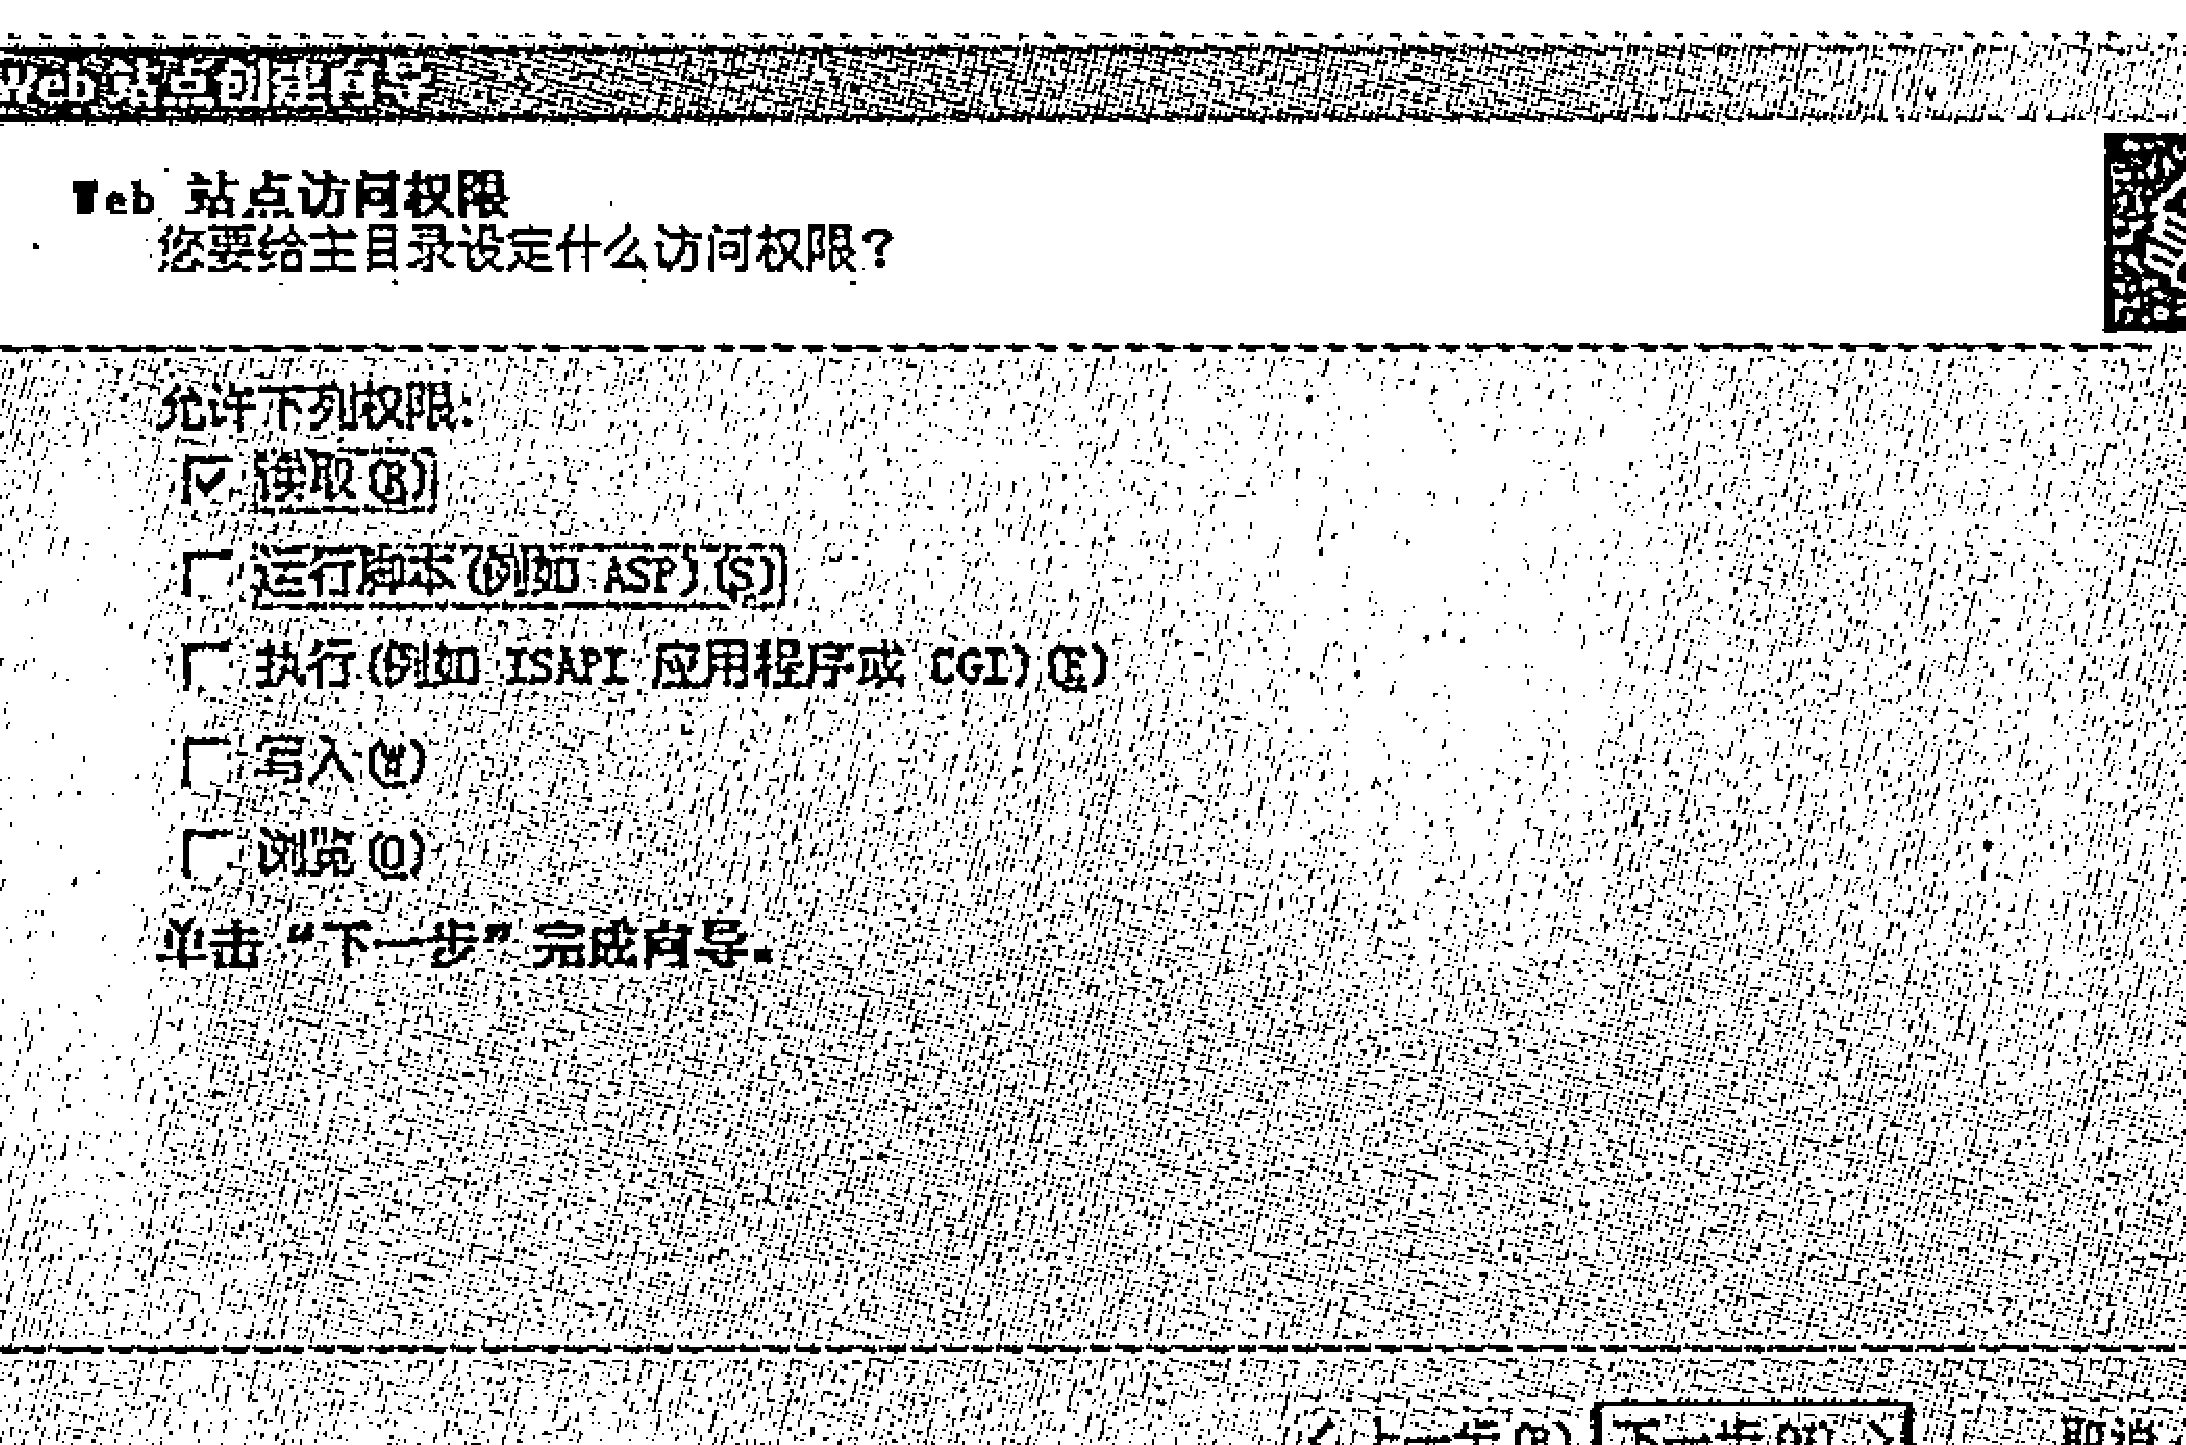 Web 站点创建向导
Web 站点访问权限
您要给主目录设定什么访问权限?
允许下列权限:
读取(R)
运行脚本(例如 ASP)(S)
执行(例如 ISAPI 应用程序或 CGI)(E)
写入(W)
浏览(O)
单击“下一步”完成向导。
< 上一步(B) 下一步(N) > 取消